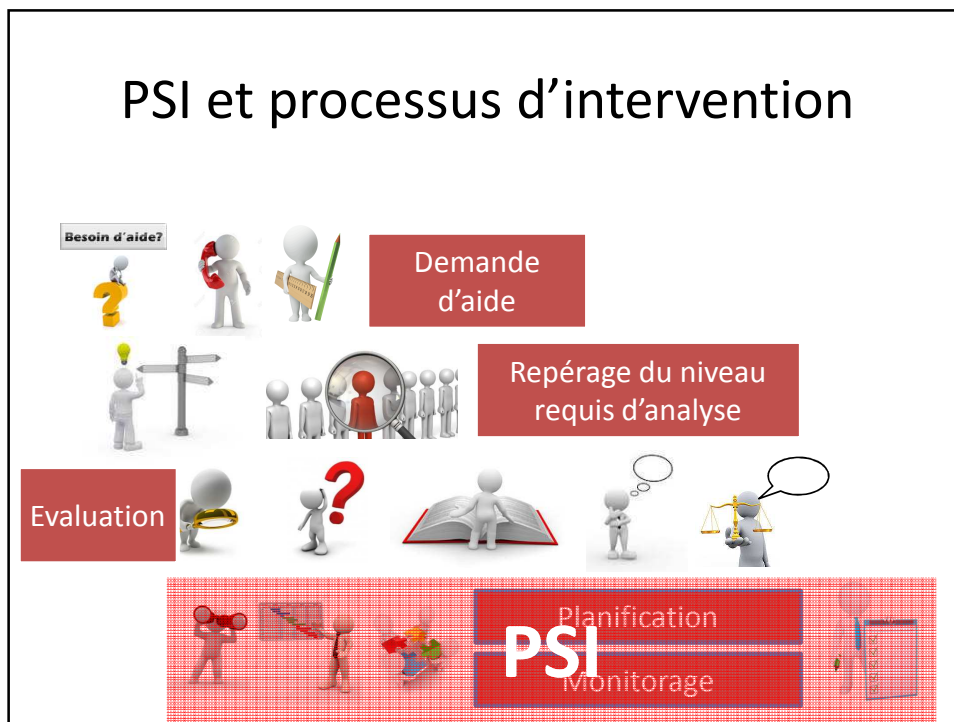 PSI et processus d’intervention
Besoin d'aide?
Demande
d’aide
Repérage du niveau
requis d’analyse
Evaluation
Planification
PSI
Monitorage